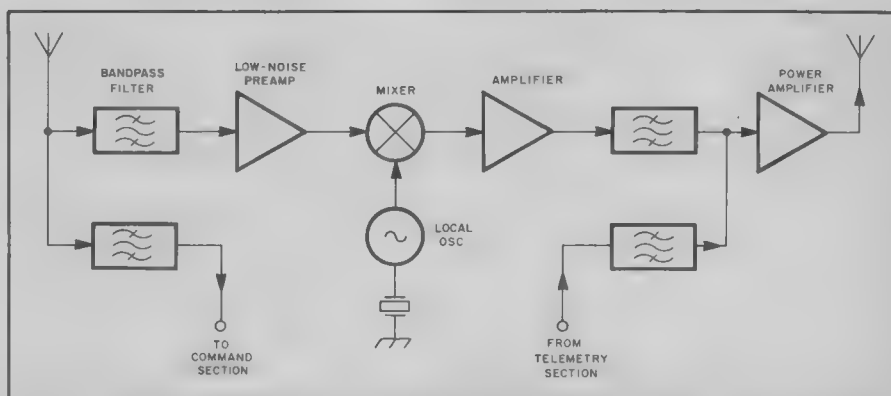 BANDPASS
FILTER
LOW-NOISE
PREAMP
MIXER
AMPLIFIER
POWER
AMPLIFIER
LOCAL
OSC
TO
COMMAND
SECTION
FROM
TELEMETRY
SECTION